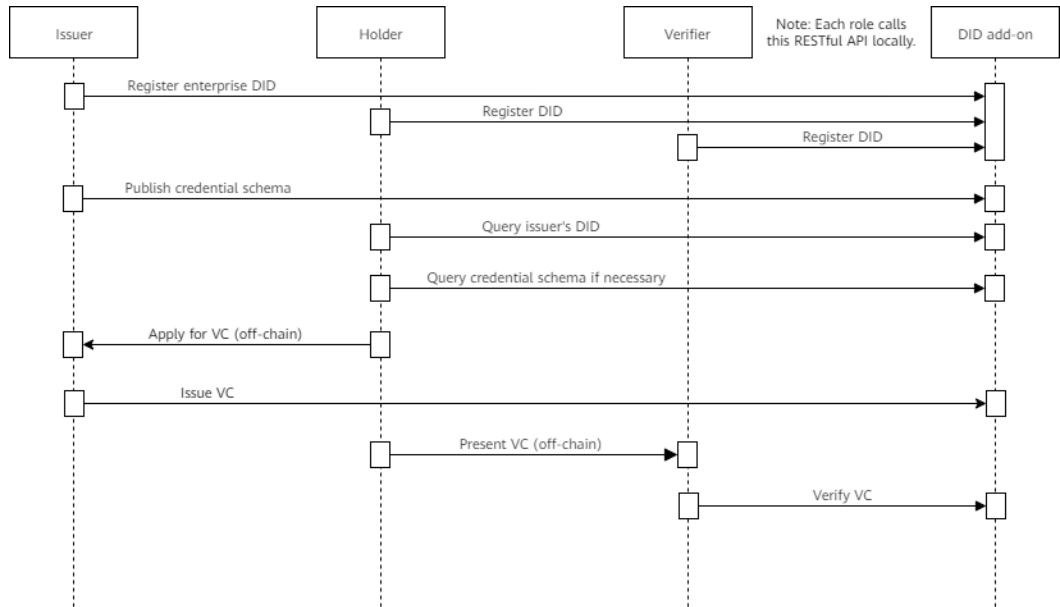 Issuer
Holder
Verifier
Note: Each role calls
this RESTful API locally.
DID add-on
Register enterprise DID
Register DID
Register DID
Publish credential schema
Query issuer's DID
Query credential schema if necessary
Apply for VC (off-chain)
Issue VC
Present VC (off-chain)
Verify VC